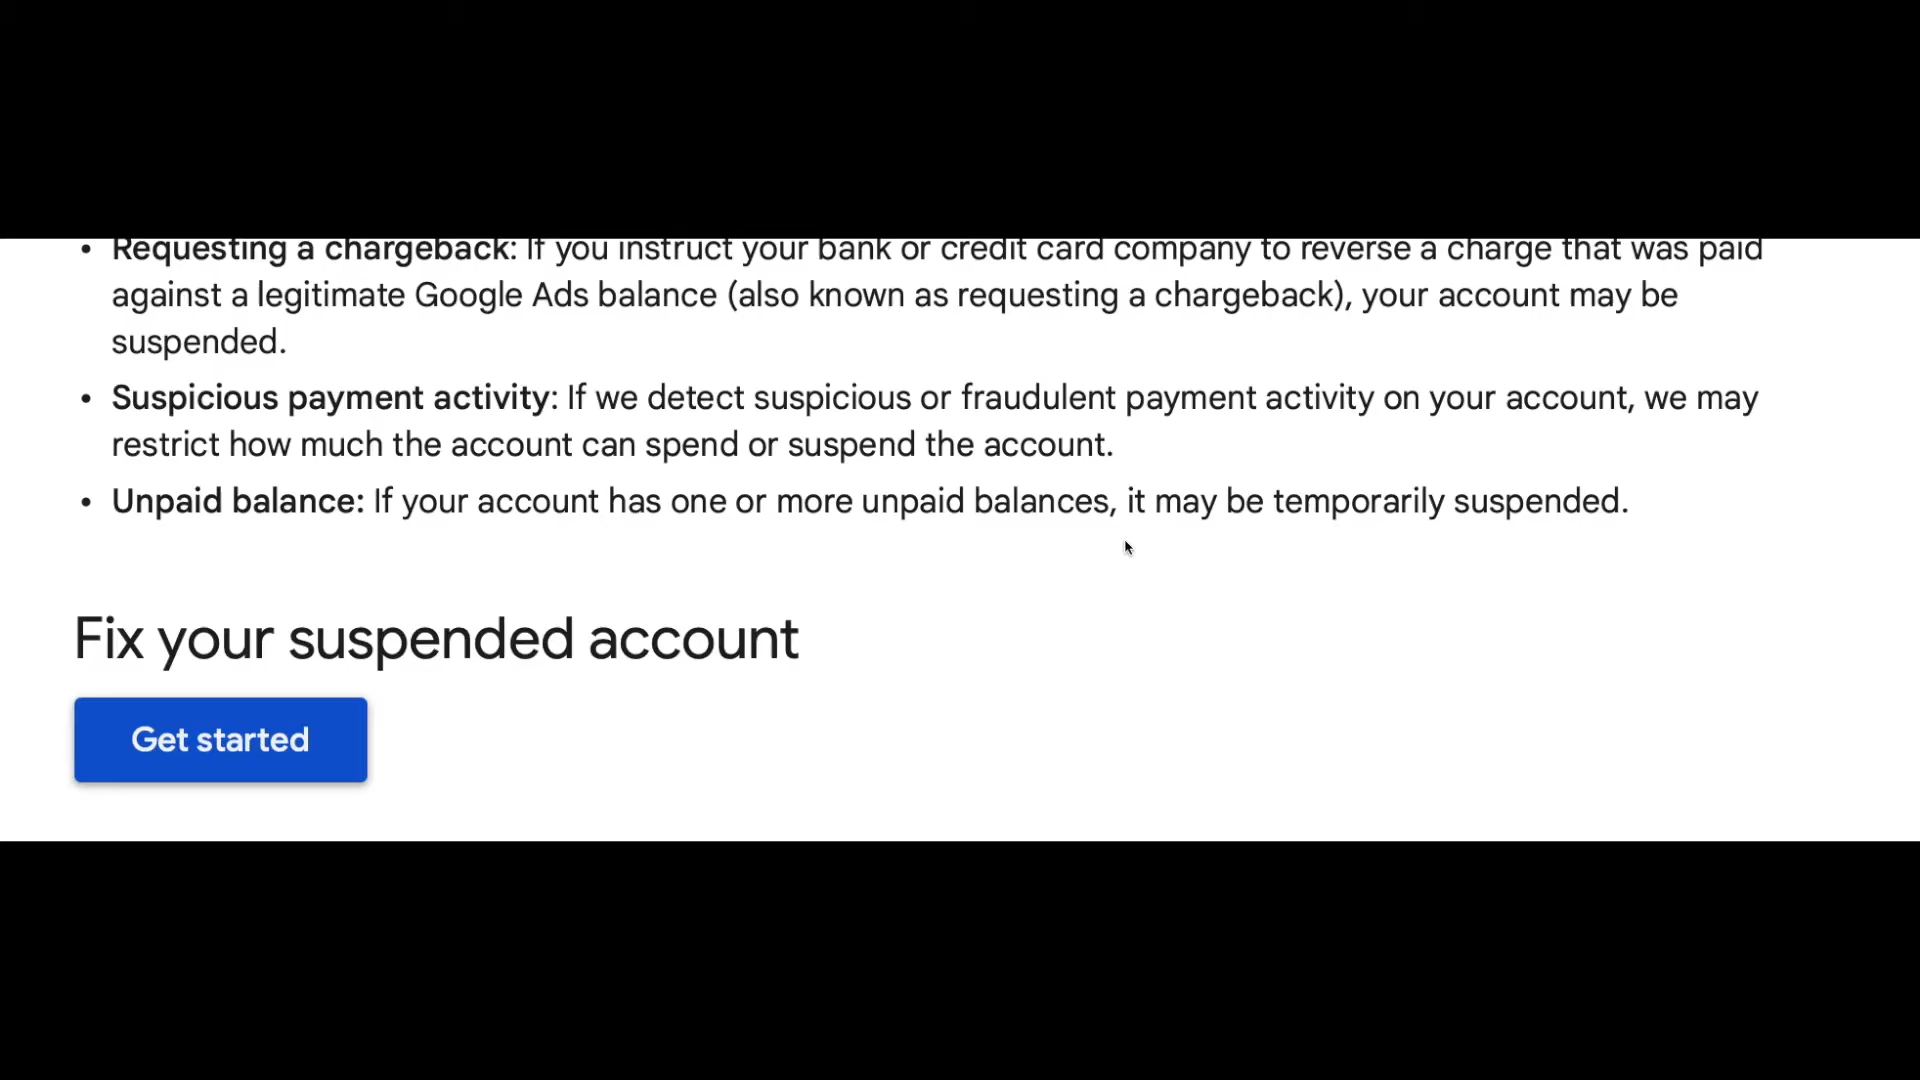 • Requesting a chargeback: If you instruct your bank or credit card company to reverse a charge that was paid
against a legitimate Google Ads balance (also known as requesting a chargeback), your account may be
suspended.
• Suspicious payment activity: If we detect suspicious or fraudulent payment activity on your account, we may
restrict how much the account can spend or suspend the account.
• Unpaid balance: If your account has one or more unpaid balances, it may be temporarily suspended.
Fix your suspended account
Get started